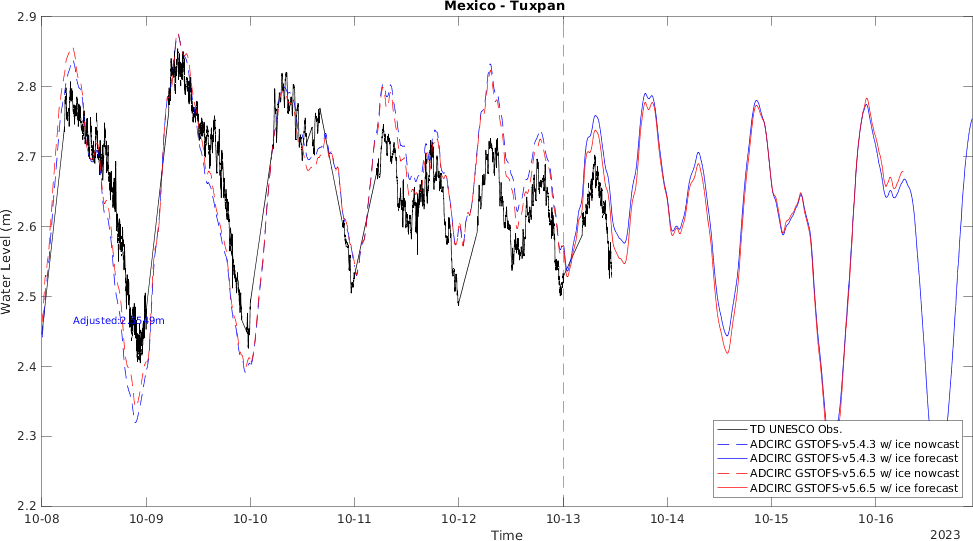 Mexico - Tuxpan
2.9
2.8
2.7
2.6
2.5
2.4
2.3
2.2
Water Level (m)
TD UNESCO Obs.
ADCIRC GSTOFS-v5.4.3 w/ ice nowcast
ADCIRC GSTOFS-v5.4.3 w/ ice forecast
ADCIRC GSTOFS-v5.6.5 w/ ice nowcast
ADCIRC GSTOFS-v5.6.5 w/ ice forecast
10-08 10-09 10-10 10-11 10-12 10-13 10-14 10-15 10-16
Time
2023